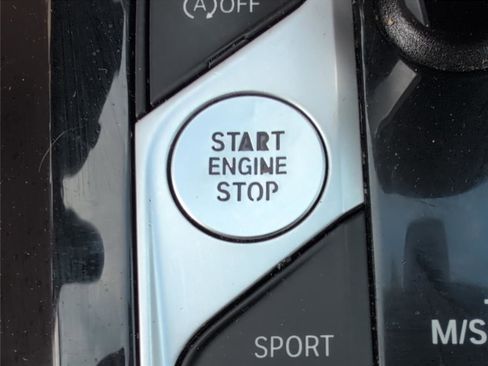 (A)OFF
START
ENGINE
STOP
SPORT
M/S